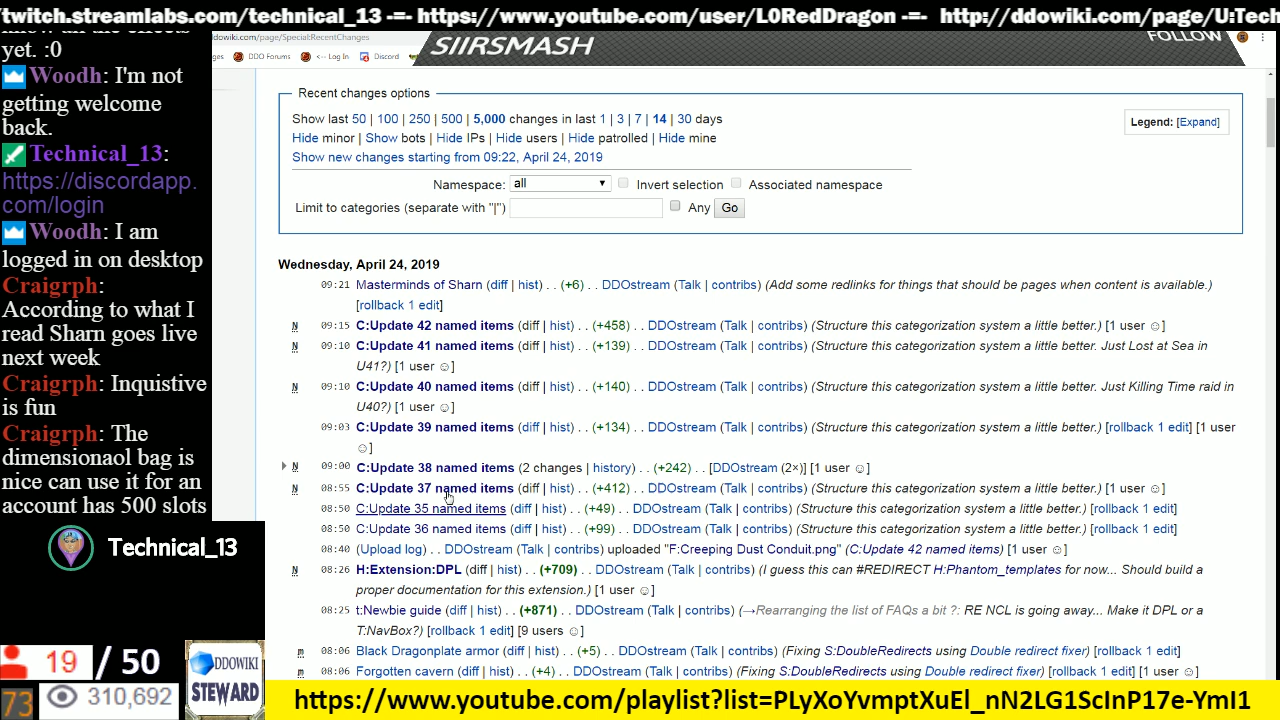 /twitch.streamlabs.com/technical_13 -=- https://www.youtube.com/user/L0RedDragon -=- http://ddowiki.com/page/U:Tech
yet. :0
Woodh: I'm not
getting welcome
back.
Technical_13:
https://discordapp.
com/login
Woodh: I am
logged in on desktop
Craigrph:
According to what I
read Sharn goes live
next week
Craigrph: Inquistive
is fun
Craigrph: The
dimensionaol bag is
nice can use it for an
account has 500 slots
Technical_13
19 / 50
73 310,692
DDOWIKI
STEWARD
ddowiki.com/page/Special:RecentChanges
SIIRSMASH
FOLLOW
ges DDO Forums <-- Log In Discord
Recent changes options
Show last 50 | 100 | 250 | 500 | 5,000 changes in last 1 | 3 | 7 | 14 | 30 days
Legend: [Expand]
Hide minor | Show bots | Hide IPs | Hide users | Hide patrolled | Hide mine
Show new changes starting from 09:22, April 24, 2019
Namespace: all Invert selection Associated namespace
Limit to categories (separate with "|") Any Go
Wednesday, April 24, 2019
09:21 Masterminds of Sharn (diff | hist) . . (+6) . . DDOstream (Talk | contribs) (Add some redlinks for things that should be pages when content is available.)
[rollback 1 edit]
N 09:15 C:Update 42 named items (diff | hist) . . (+458) . . DDOstream (Talk | contribs) (Structure this categorization system a little better.) [1 user ☺]
N 09:10 C:Update 41 named items (diff | hist) . . (+139) . . DDOstream (Talk | contribs) (Structure this categorization system a little better. Just Lost at Sea in
U41?) [1 user ☺]
N 09:10 C:Update 40 named items (diff | hist) . . (+140) . . DDOstream (Talk | contribs) (Structure this categorization system a little better. Just Killing Time raid in
U40?) [1 user ☺]
09:03 C:Update 39 named items (diff | hist) . . (+134) . . DDOstream (Talk | contribs) (Structure this categorization system a little better.) [rollback 1 edit] [1 user
☺]
N 09:00 C:Update 38 named items (2 changes | history) . . (+242) . . [DDOstream (2×)] [1 user ☺]
N 08:55 C:Update 37 named items (diff | hist) . . (+412) . . DDOstream (Talk | contribs) (Structure this categorization system a little better.) [1 user ☺]
08:50 C:Update 35 named items (diff | hist) . . (+49) . . DDOstream (Talk | contribs) (Structure this categorization system a little better.) [rollback 1 edit]
08:50 C:Update 36 named items (diff | hist) . . (+99) . . DDOstream (Talk | contribs) (Structure this categorization system a little better.) [rollback 1 edit]
08:40 (Upload log) . . DDOstream (Talk | contribs) uploaded "F:Creeping Dust Conduit.png" (C:Update 42 named items) [1 user ☺]
N 08:26 H:Extension:DPL (diff | hist) . . (+709) . . DDOstream (Talk | contribs) (I guess this can #REDIRECT H:Phantom_templates for now... Should build a
proper documentation for this extension.) [1 user ☺]
08:25 t:Newbie guide (diff | hist) . . (+871) . . DDOstream (Talk | contribs) (→Rearranging the list of FAQs a bit ?: RE NCL is going away... Make it DPL or a
T:NavBox?) [rollback 1 edit] [9 users ☺]
m 08:06 Black Dragonplate armor (diff | hist) . . (+5) . . DDOstream (Talk | contribs) (Fixing S:DoubleRedirects using Double redirect fixer) [rollback 1 edit]
m 08:06 Forgotten cavern (diff | hist) . . (+4) . . DDOstream (Talk | contribs) (Fixing S:DoubleRedirects using Double redirect fixer) [rollback 1 edit] [1 user ☺]
https://www.youtube.com/playlist?list=PLyXoYvmptXuEl_nN2LG1ScInP17e-YmI1